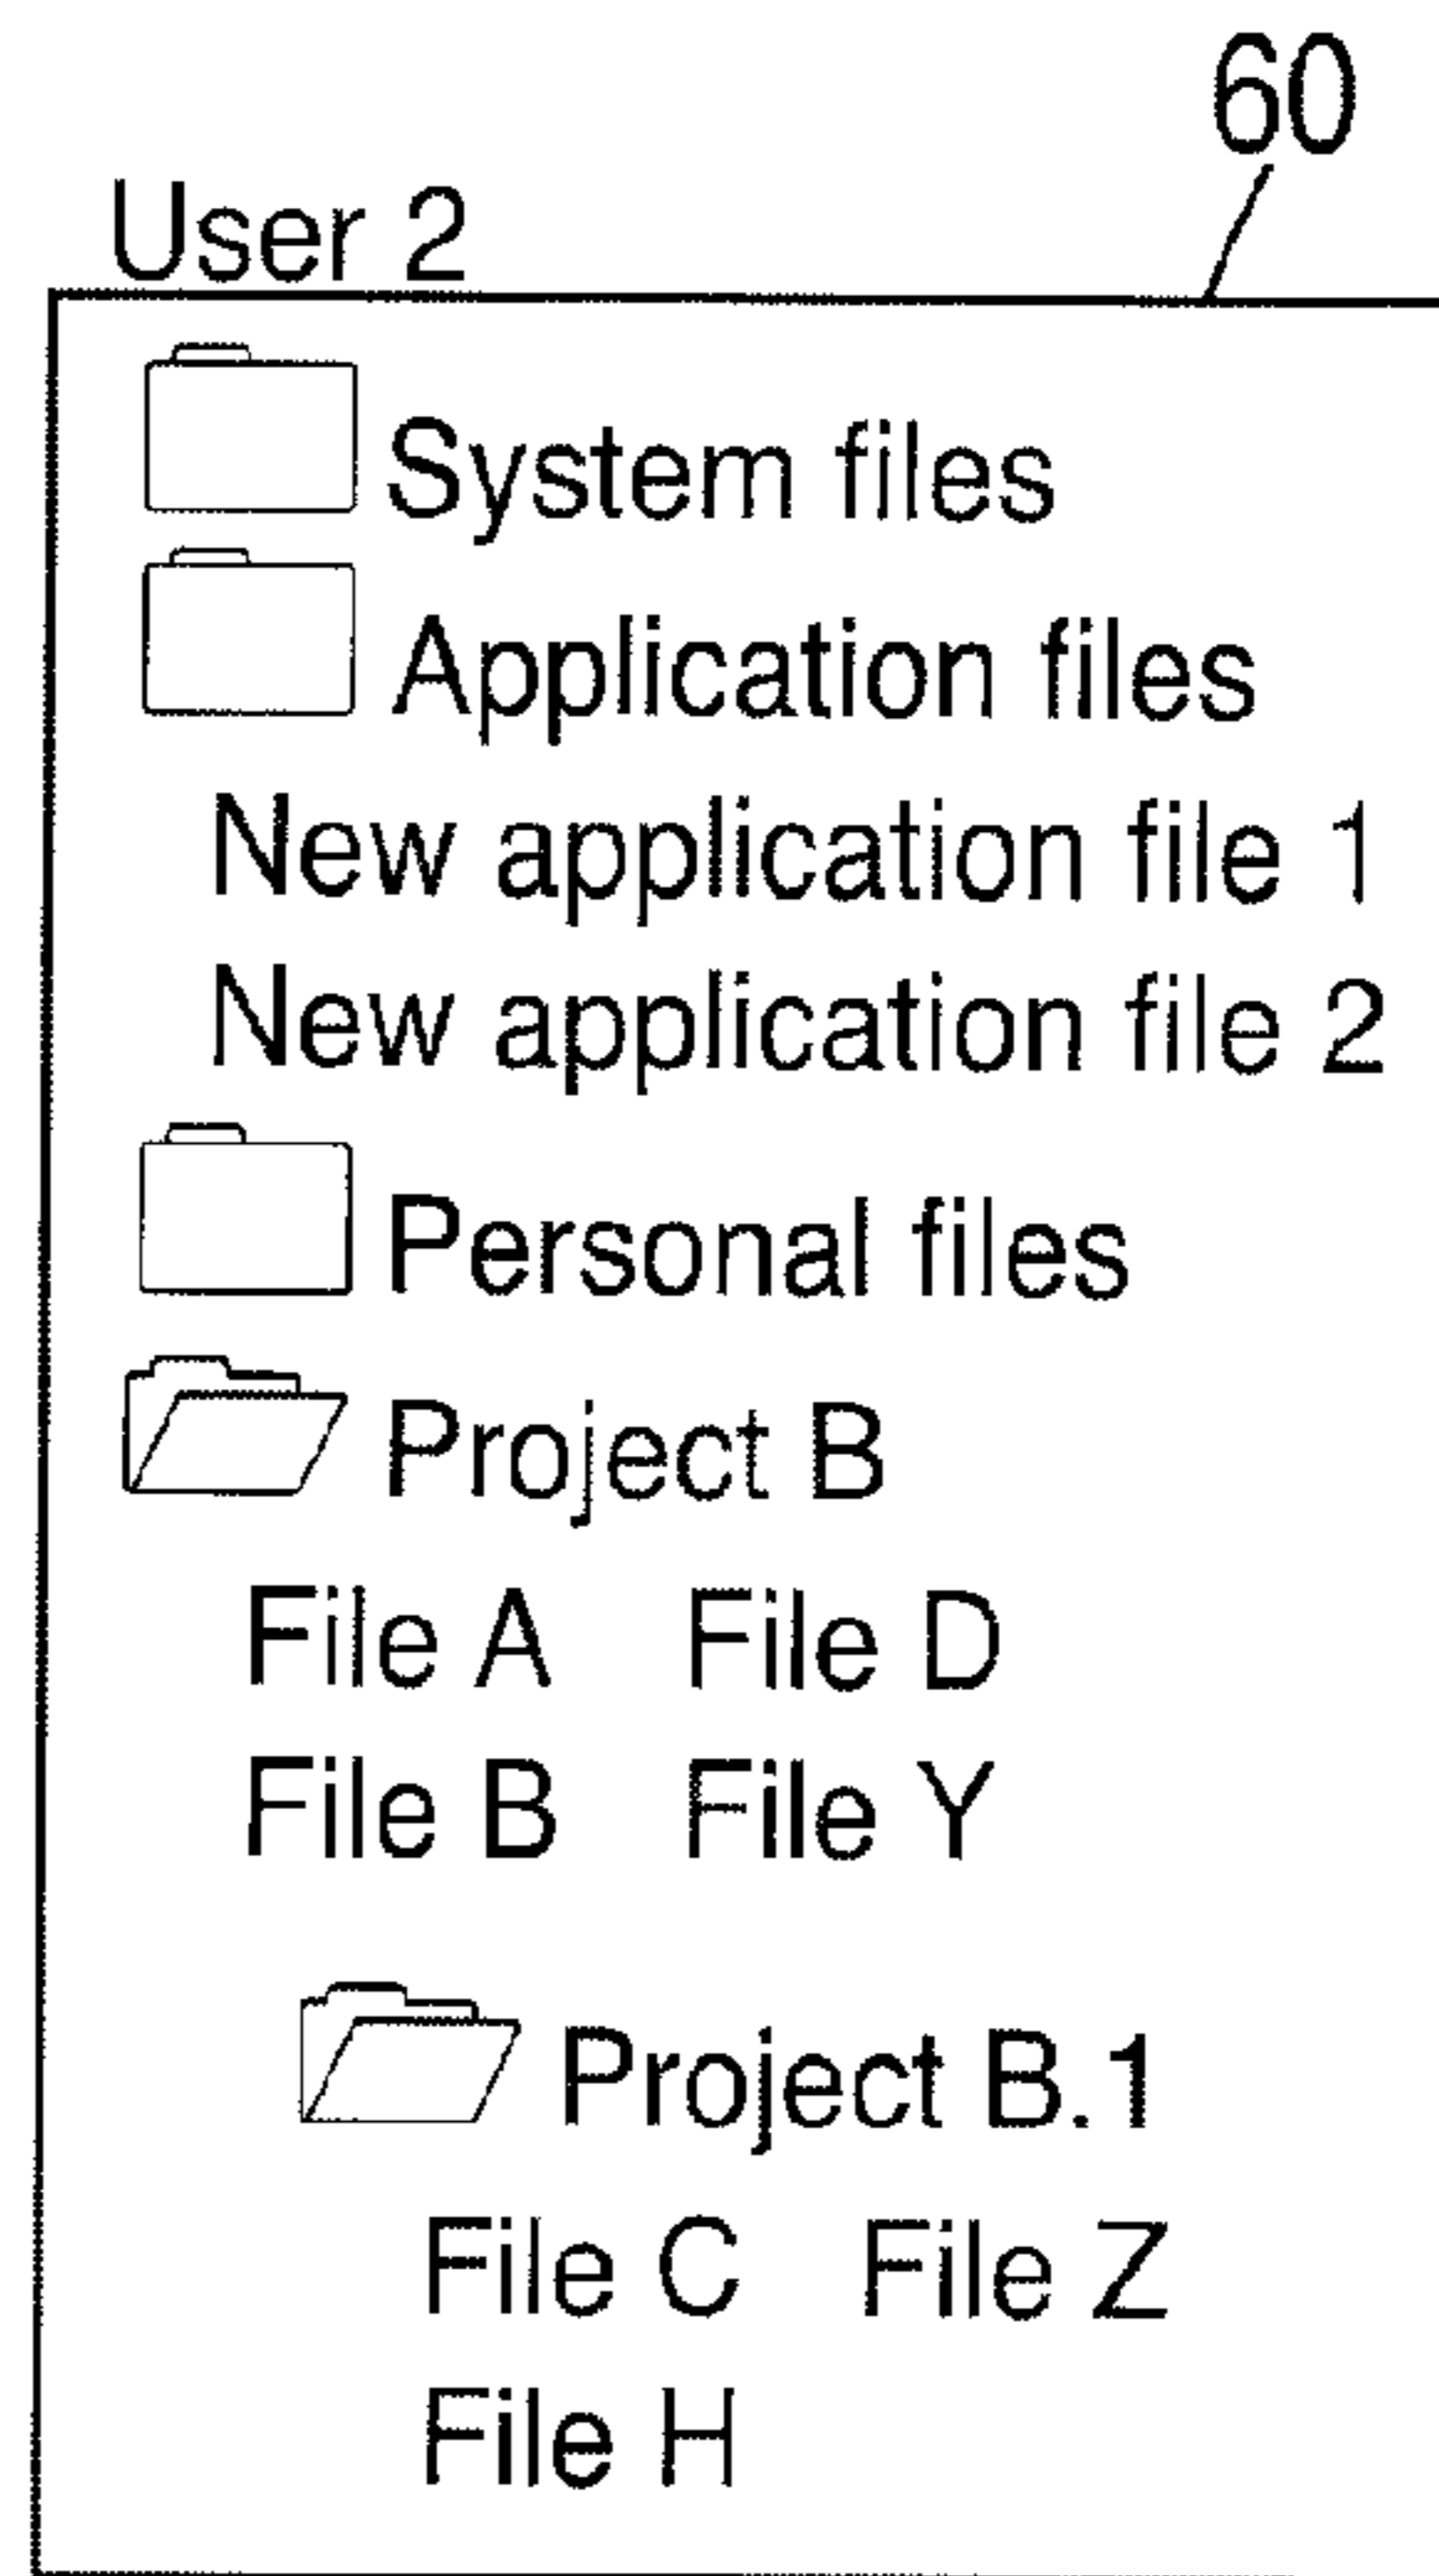 60
User 2
System files
Application files
New application file 1
New application file 2
Personal files
Project B
File A File D
File B File Y
Project B.1
File C File Z
File H